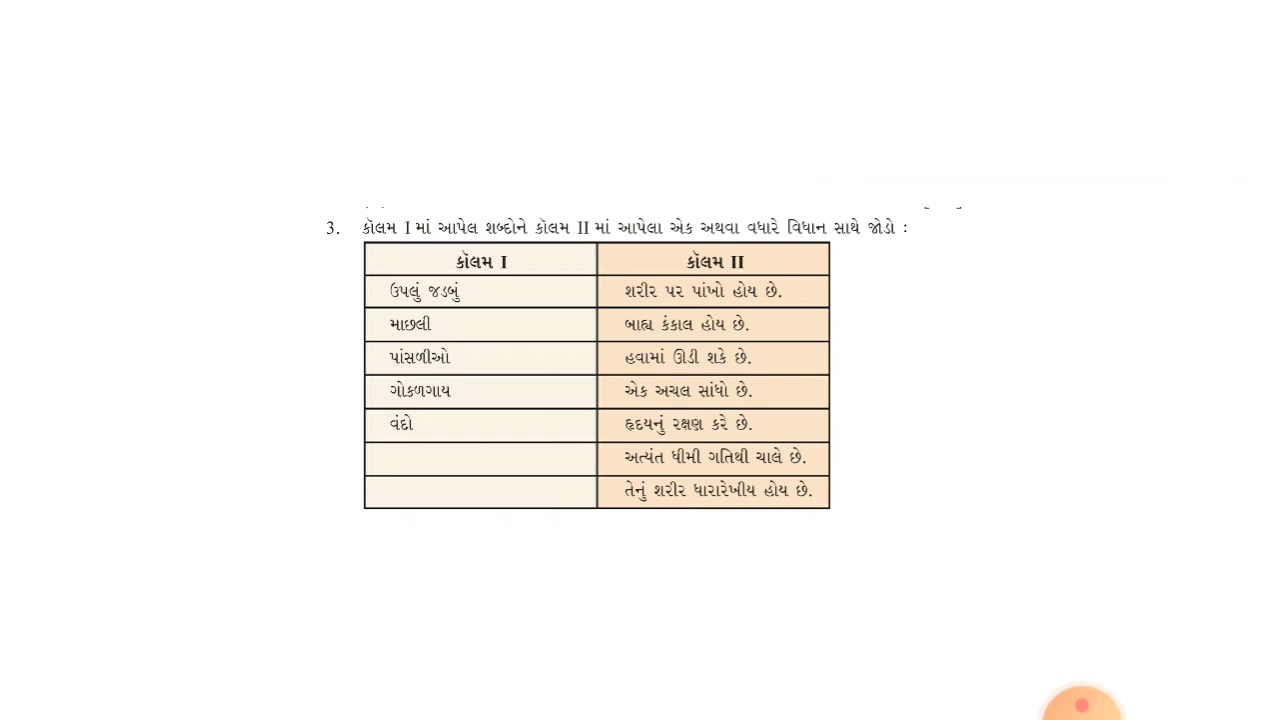 3. કૉલમ I માં આપેલ શબ્દોને કૉલમ II માં આપેલા એક અથવા વધારે વિધાન સાથે જોડો :
કૉલમ I કૉલમ II
ઉપલું જડબું શરીર પર પાંખો હોય છે.
માછલી બાહ્ય કંકાલ હોય છે.
પાંસળીઓ હવામાં ઊડી શકે છે.
ગોકળગાય એક અચલ સાંધો છે.
વંદો હૃદયનું રક્ષણ કરે છે.
અત્યંત ધીમી ગતિથી ચાલે છે.
તેનું શરીર ધારારેખીય હોય છે.